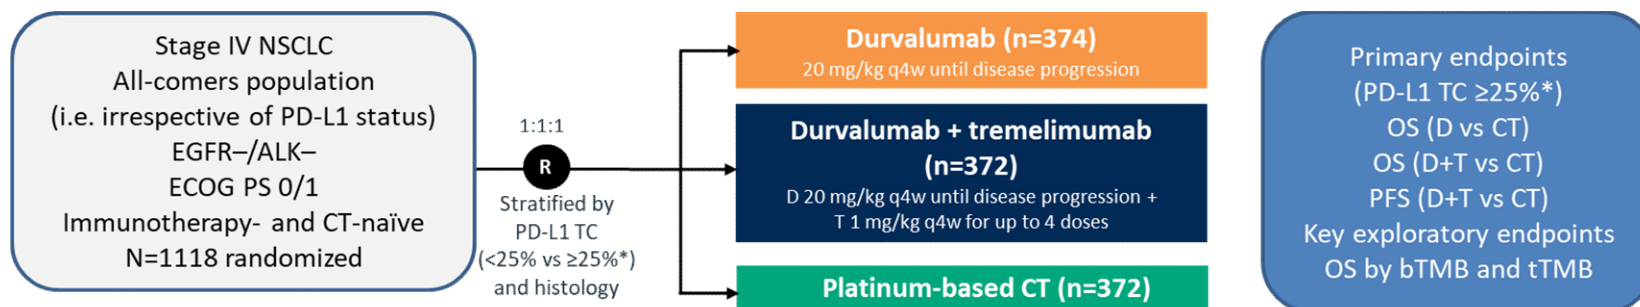 Stage IV NSCLC
All-comers population
(i.e. irrespective of PD-L1 status)
EGFR–/ALK–
ECOG PS 0/1
Immunotherapy- and CT-naïve
N=1118 randomized
1:1:1
R
Stratified by
PD-L1 TC
(<25% vs ≥25%*)
and histology
Durvalumab (n=374)
20 mg/kg q4w until disease progression
Durvalumab + tremelimumab
(n=372)
D 20 mg/kg q4w until disease progression +
T 1 mg/kg q4w for up to 4 doses
Platinum-based CT (n=372)
Primary endpoints
(PD-L1 TC ≥25%*)
OS (D vs CT)
OS (D+T vs CT)
PFS (D+T vs CT)
Key exploratory endpoints
OS by bTMB and tTMB